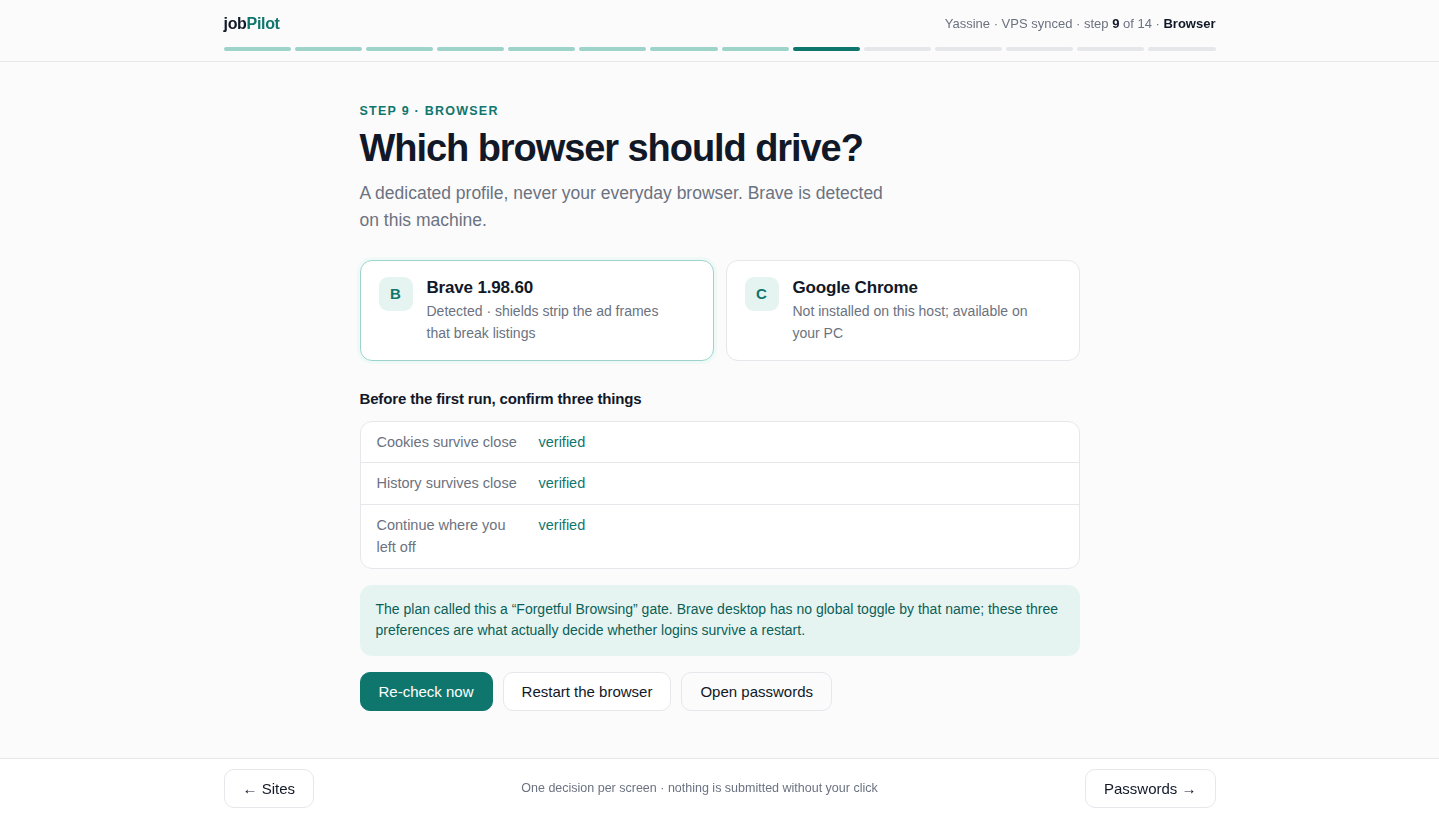 jobPilot
Yassine · VPS synced · step 9 of 14 · Browser
STEP 9 · BROWSER
Which browser should drive?
A dedicated profile, never your everyday browser. Brave is detected
on this machine.
B
Brave 1.98.60
Detected · shields strip the ad frames
that break listings
C
Google Chrome
Not installed on this host; available on
your PC
Before the first run, confirm three things
Cookies survive close verified
History survives close verified
Continue where you verified
left off
The plan called this a “Forgetful Browsing” gate. Brave desktop has no global toggle by that name; these three
preferences are what actually decide whether logins survive a restart.
Re-check now Restart the browser Open passwords
← Sites One decision per screen · nothing is submitted without your click Passwords →